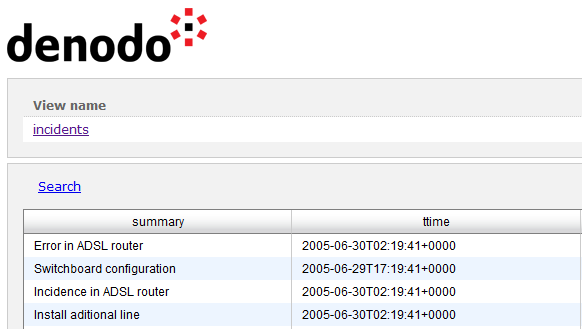 denodo
View name
incidents
Search
summary ttime
Error in ADSL router 2005-06-30T02:19:41+0000
Switchboard configuration 2005-06-29T17:19:41+0000
Incidence in ADSL router 2005-06-30T02:19:41+0000
Install aditional line 2005-06-30T02:19:41+0000